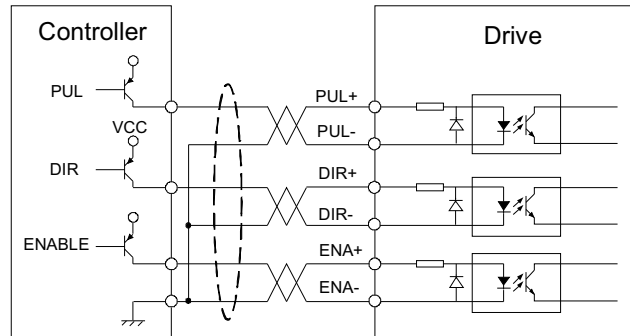 Controller
Drive
PUL
VCC
DIR
ENABLE
PUL+
PUL-
DIR+
DIR-
ENA+
ENA-